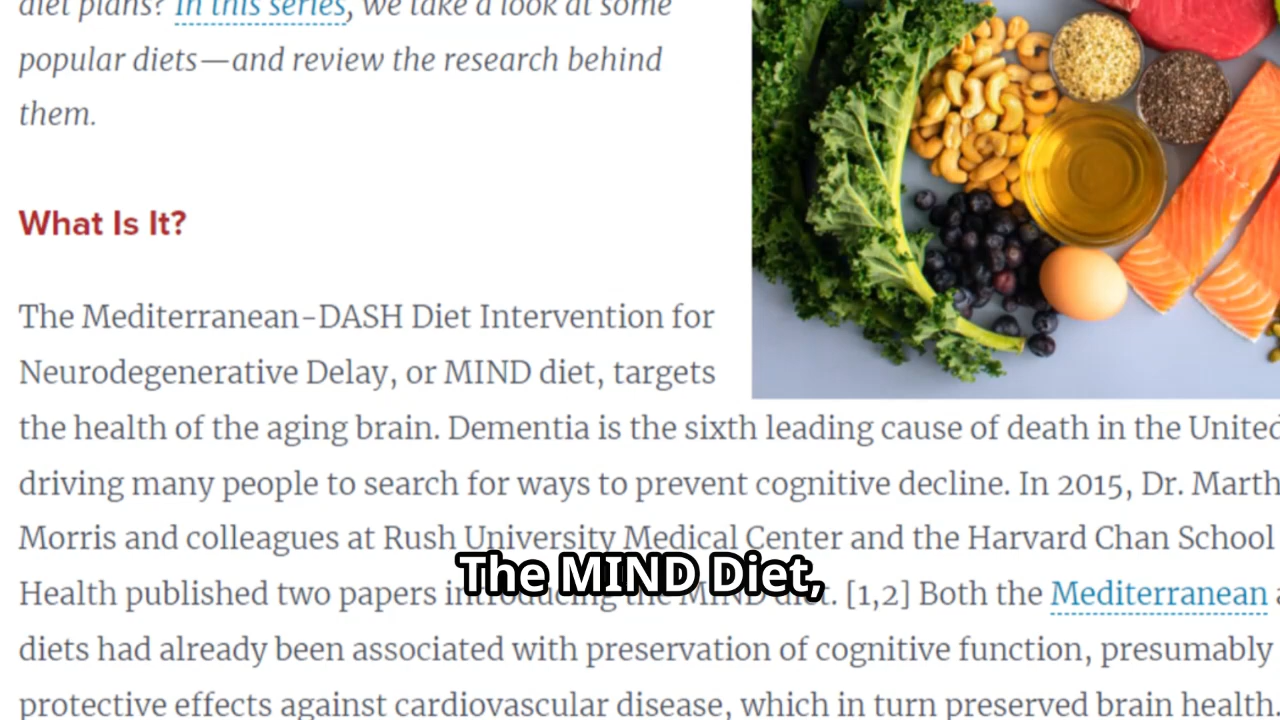 diet plans? In this series, we take a look at some
popular diets—and review the research behind
them.
What Is It?
The Mediterranean-DASH Diet Intervention for
Neurodegenerative Delay, or MIND diet, targets
the health of the aging brain. Dementia is the sixth leading cause of death in the United
driving many people to search for ways to prevent cognitive decline. In 2015, Dr. Marth
Morris and colleagues at Rush University Medical Center and the Harvard Chan School
Health published two papers introducing the MIND diet. [1,2] Both the Mediterranean a
diets had already been associated with preservation of cognitive function, presumably
protective effects against cardiovascular disease, which in turn preserved brain health.
The MIND Diet,